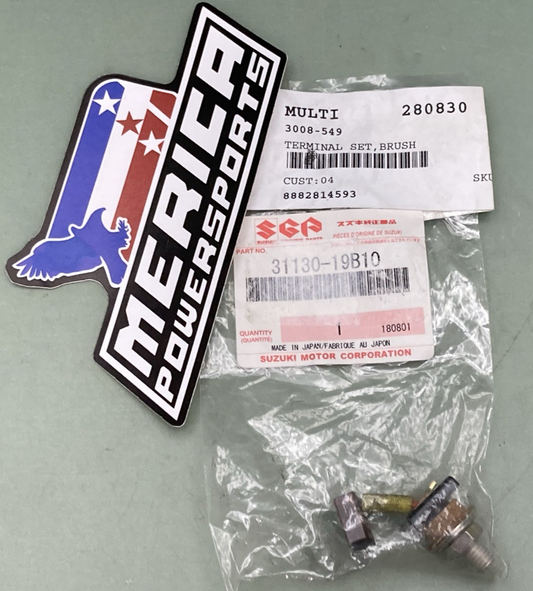 MERICA
POWERSPORTS
MULTI 280830
3008-549
TERMINAL SET,BRUSH
CUST:04 SKU
8882814593
SGP スズキ純正部品
PIÈCES D'ORIGINE DE SUZUKI
PART NO.
31130-19B10
QUANTITY
(QUANTITÉ)
1 180801
MADE IN JAPAN/FABRIQUE AU JAPON
SUZUKI MOTOR CORPORATION